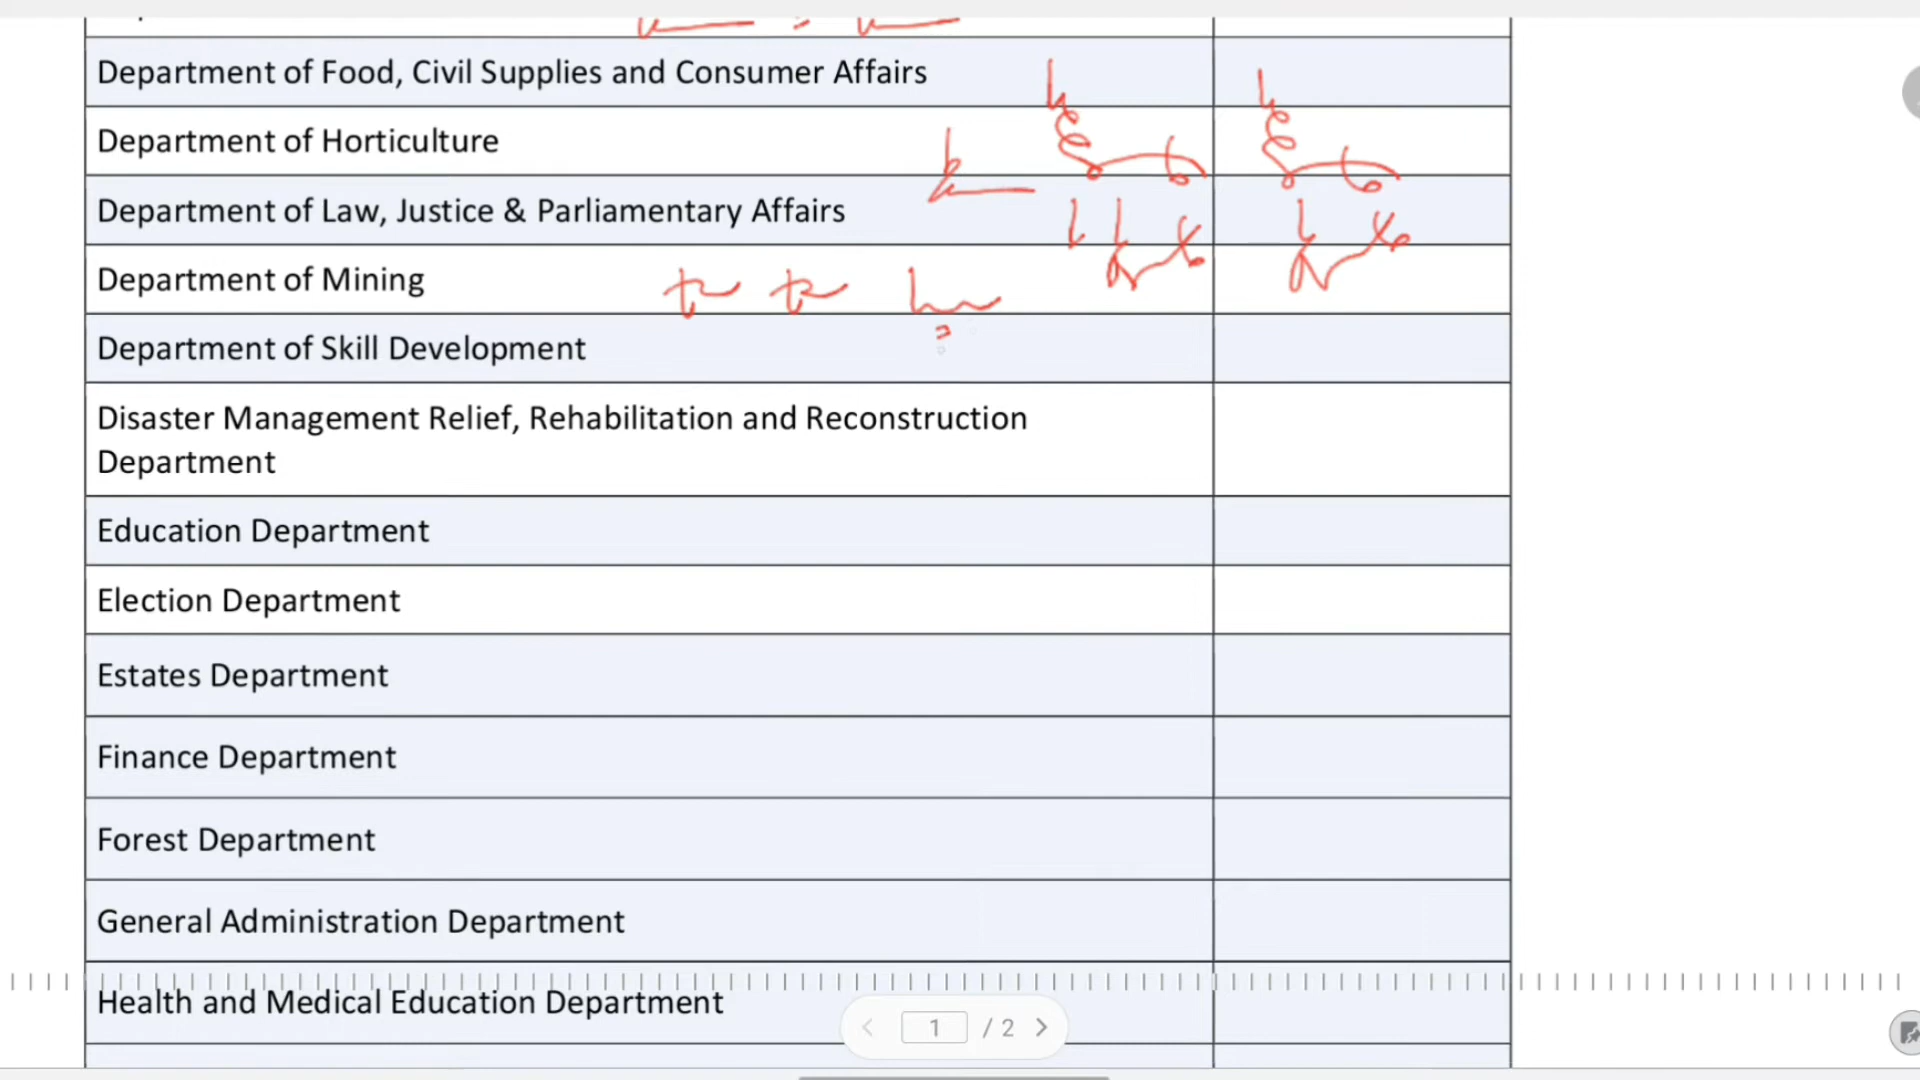 Department of Food, Civil Supplies and Consumer Affairs
Department of Horticulture
Department of Law, Justice & Parliamentary Affairs
Department of Mining
Department of Skill Development
Disaster Management Relief, Rehabilitation and Reconstruction
Department
Education Department
Election Department
Estates Department
Finance Department
Forest Department
General Administration Department
Health and Medical Education Department
1 / 2